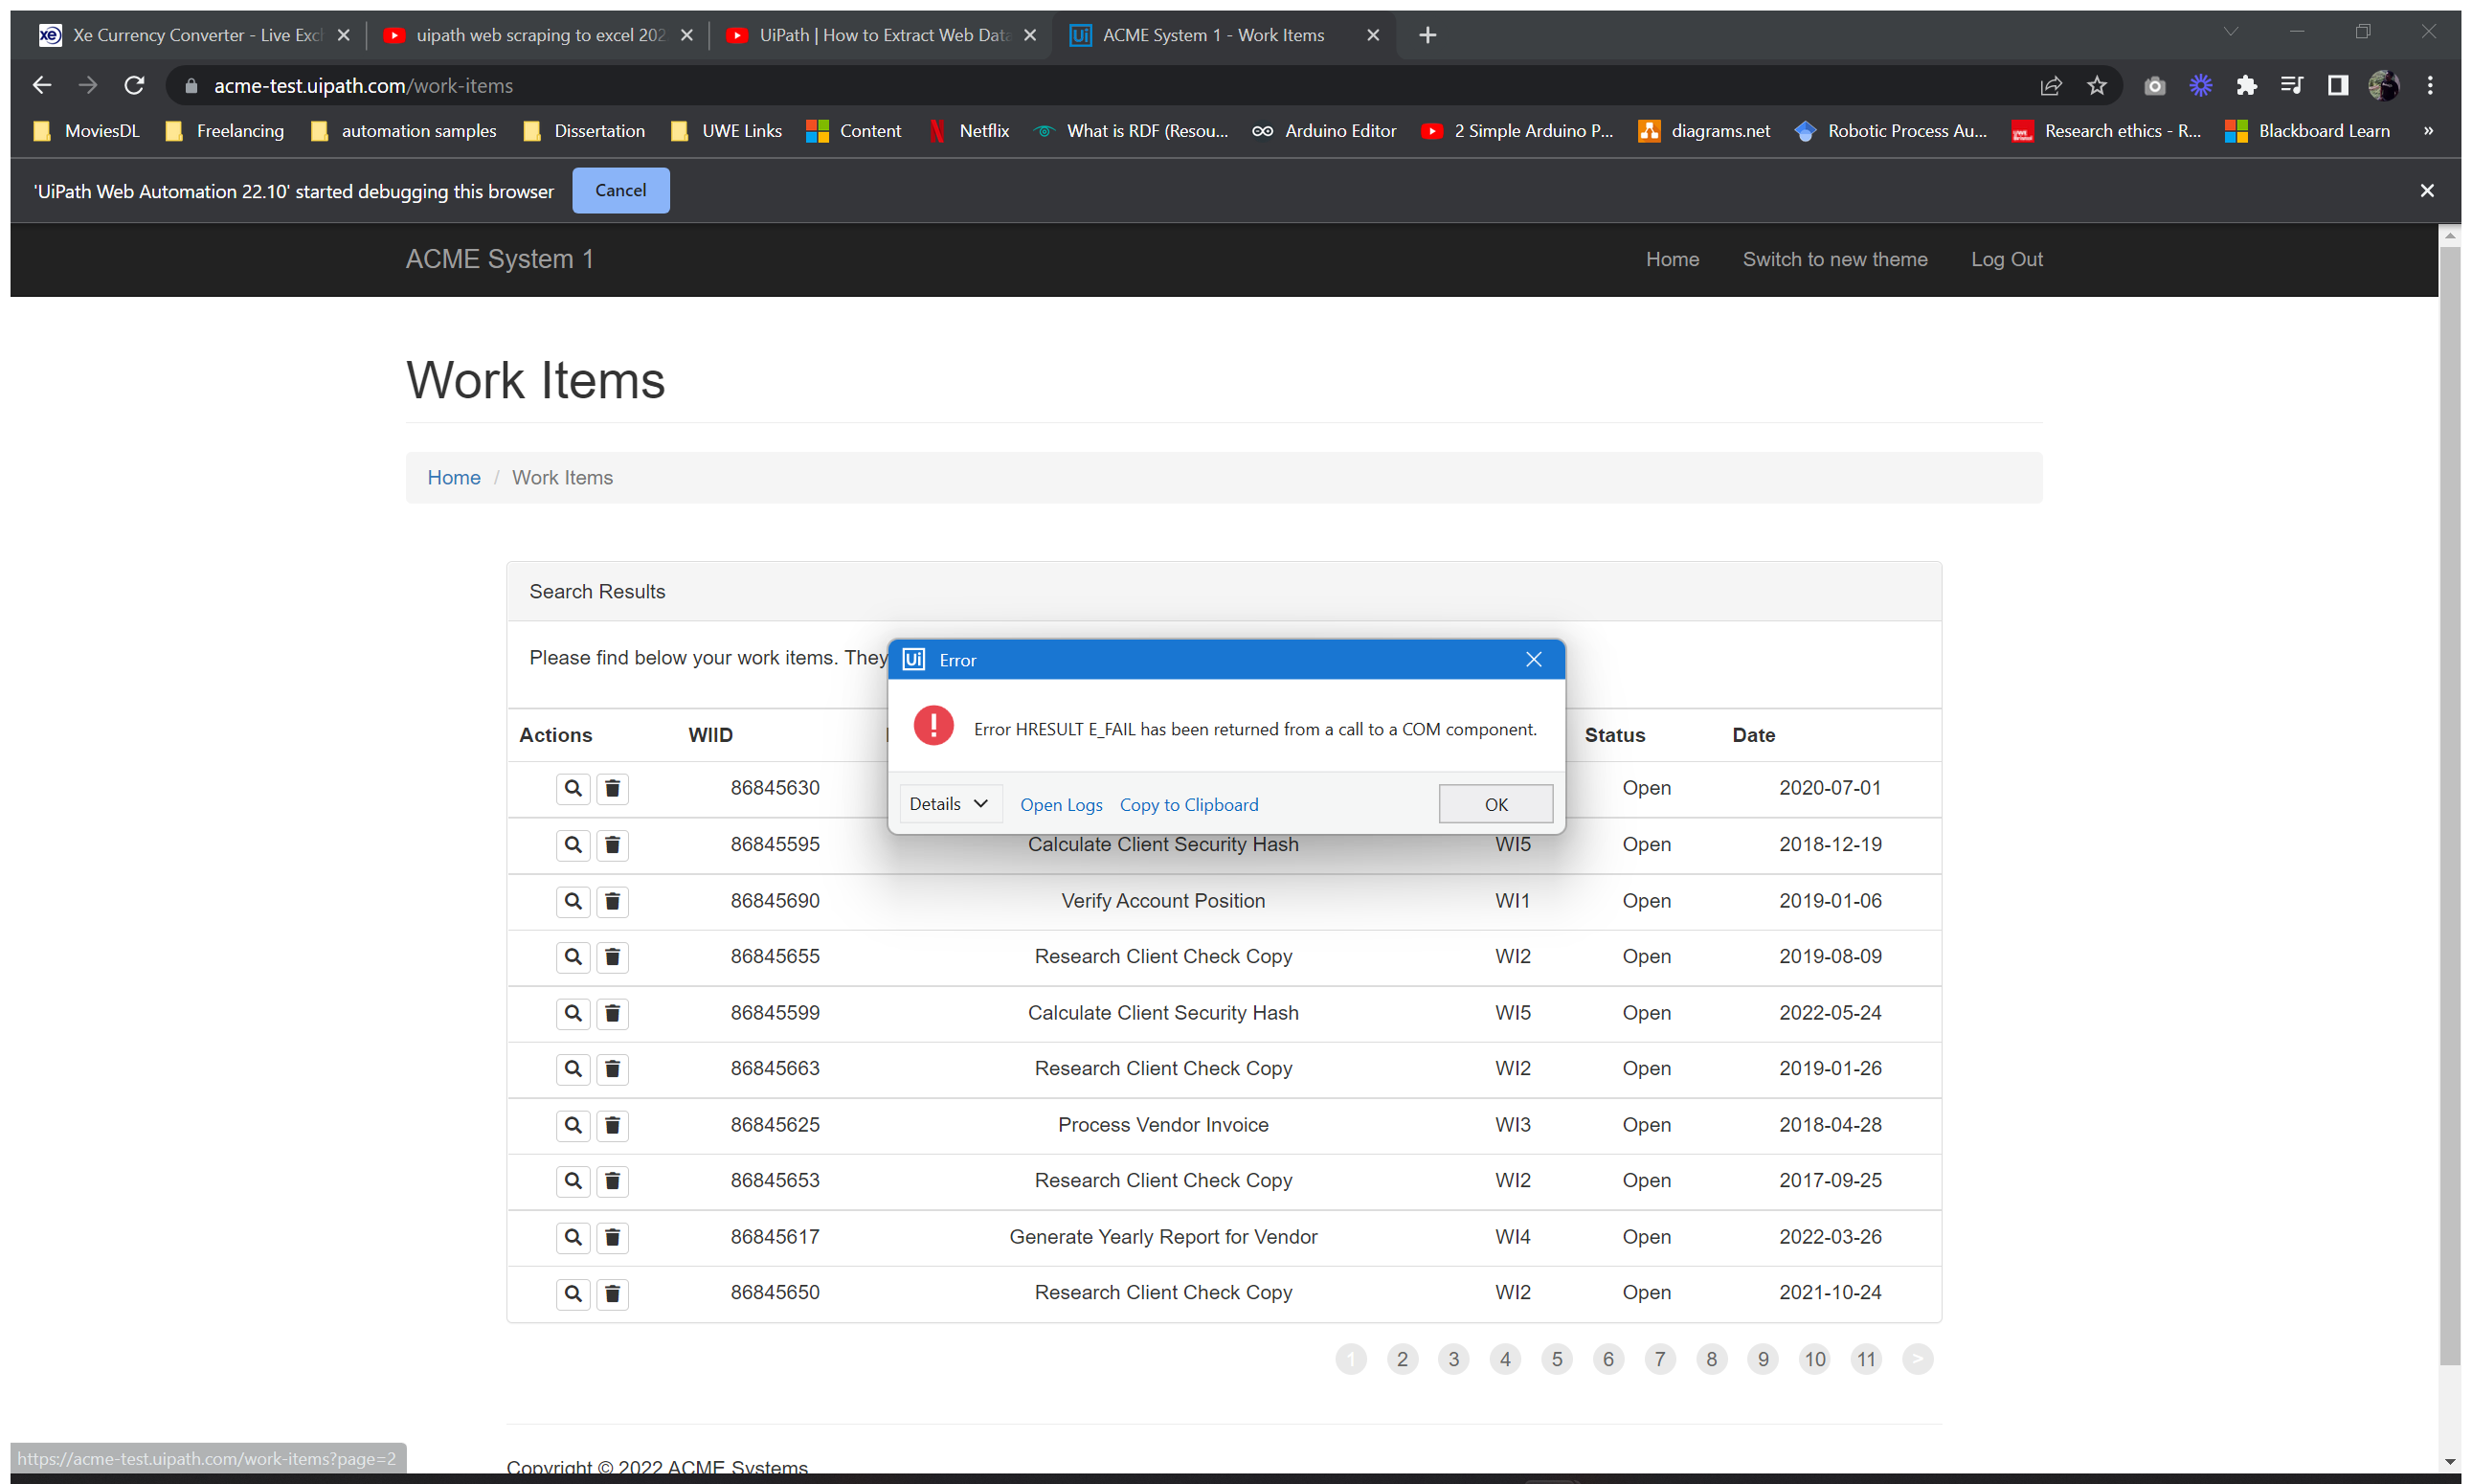 Xe Currency Converter - Live Exc
uipath web scraping to excel 202
UiPath | How to Extract Web Data
ACME System 1 - Work Items
acme-test.uipath.com/work-items
MoviesDL Freelancing automation samples Dissertation UWE Links Content Netflix What is RDF (Resou... Arduino Editor 2 Simple Arduino P... diagrams.net Robotic Process Au... Research ethics - R... Blackboard Learn »
'UiPath Web Automation 22.10' started debugging this browser Cancel
ACME System 1 Home Switch to new theme Log Out
Work Items
Home / Work Items
Search Results
Please find below your work items. They
Ui Error
Error HRESULT E_FAIL has been returned from a call to a COM component.
Details Open Logs Copy to Clipboard OK
Actions WIID Status Date
86845630 Open 2020-07-01
86845595 Calculate Client Security Hash WI5 Open 2018-12-19
86845690 Verify Account Position WI1 Open 2019-01-06
86845655 Research Client Check Copy WI2 Open 2019-08-09
86845599 Calculate Client Security Hash WI5 Open 2022-05-24
86845663 Research Client Check Copy WI2 Open 2019-01-26
86845625 Process Vendor Invoice WI3 Open 2018-04-28
86845653 Research Client Check Copy WI2 Open 2017-09-25
86845617 Generate Yearly Report for Vendor WI4 Open 2022-03-26
86845650 Research Client Check Copy WI2 Open 2021-10-24
1 2 3 4 5 6 7 8 9 10 11 >
https://acme-test.uipath.com/work-items?page=2
Copyright © 2022 ACME Systems